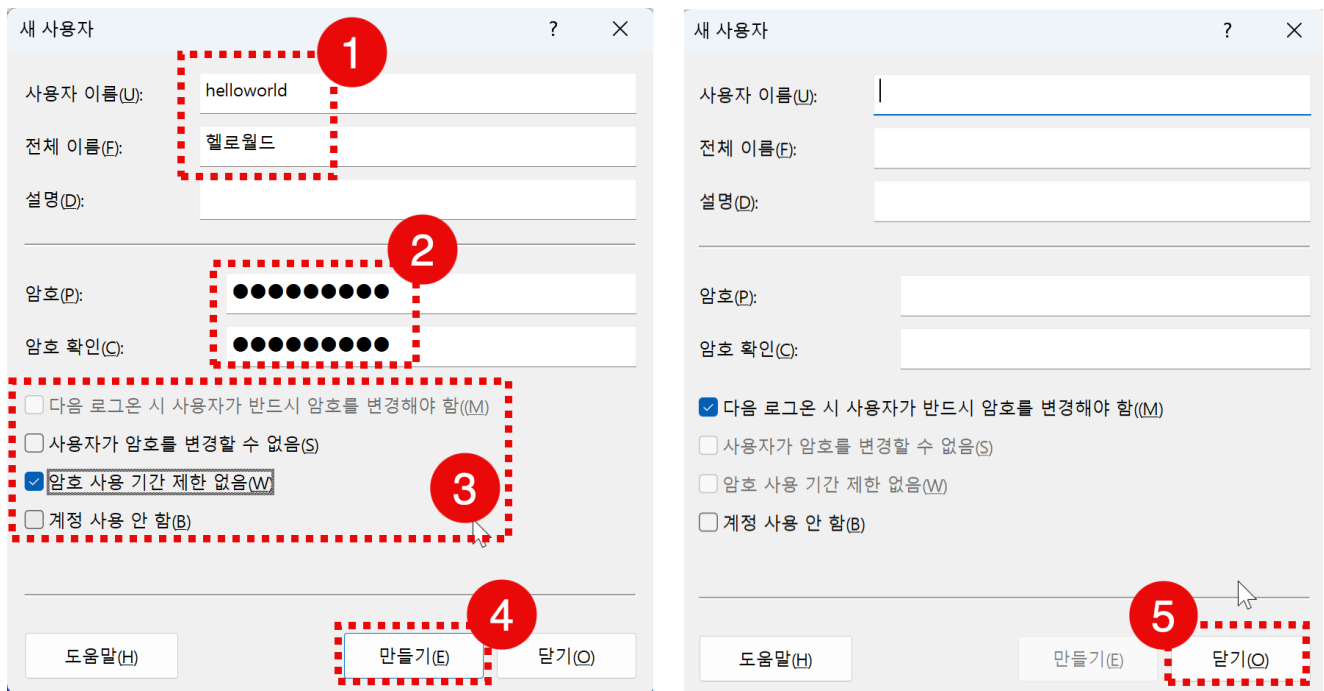 새 사용자 ? ×
1
사용자 이름(U): helloworld
전체 이름(F): 헬로월드
설명(D):
2
암호(P): ●●●●●●●●●
암호 확인(C): ●●●●●●●●●
다음 로그온 시 사용자가 반드시 암호를 변경해야 함((M)
사용자가 암호를 변경할 수 없음(S)
암호 사용 기간 제한 없음(W)
3
계정 사용 안 함(B)
4
도움말(H) 만들기(E) 닫기(O)
새 사용자 ? ×
사용자 이름(U):
전체 이름(F):
설명(D):
암호(P):
암호 확인(C):
다음 로그온 시 사용자가 반드시 암호를 변경해야 함((M)
사용자가 암호를 변경할 수 없음(S)
암호 사용 기간 제한 없음(W)
계정 사용 안 함(B)
5
도움말(H) 만들기(E) 닫기(O)